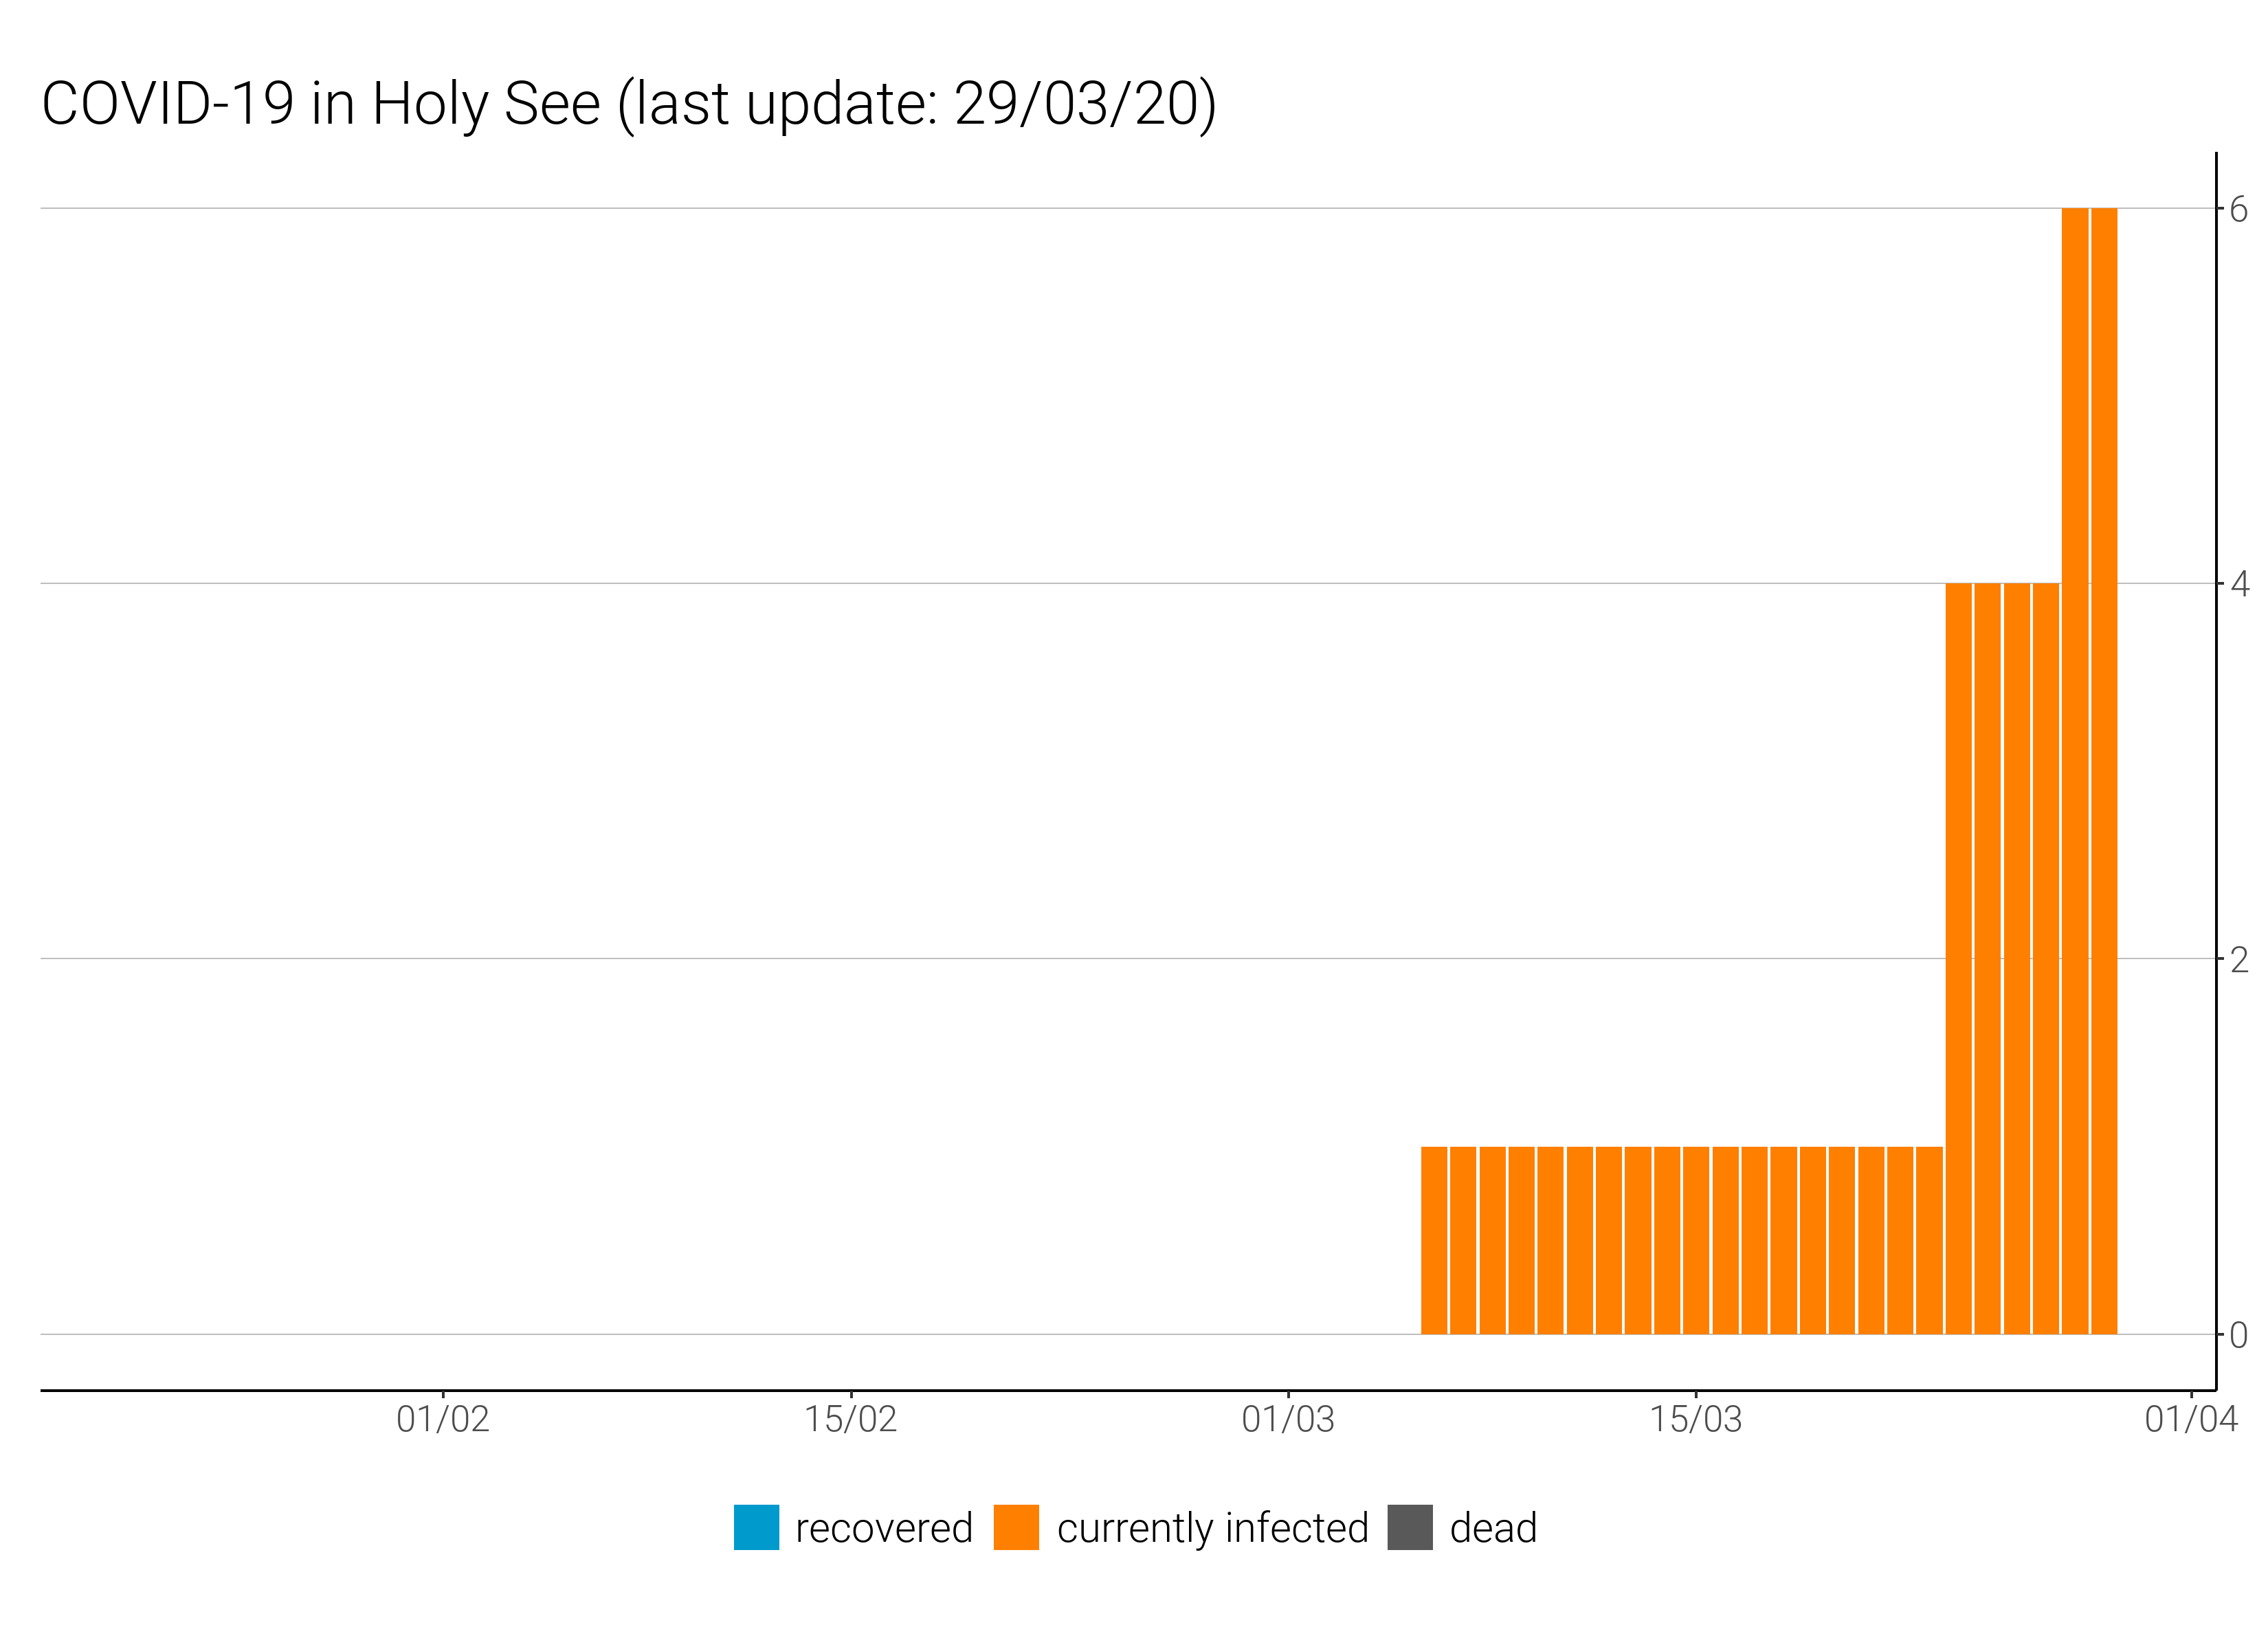 COVID-19 in Holy See (last update: 29/03/20)
6
4
2
0
01/02 15/02 01/03 15/03 01/04
recovered currently infected dead